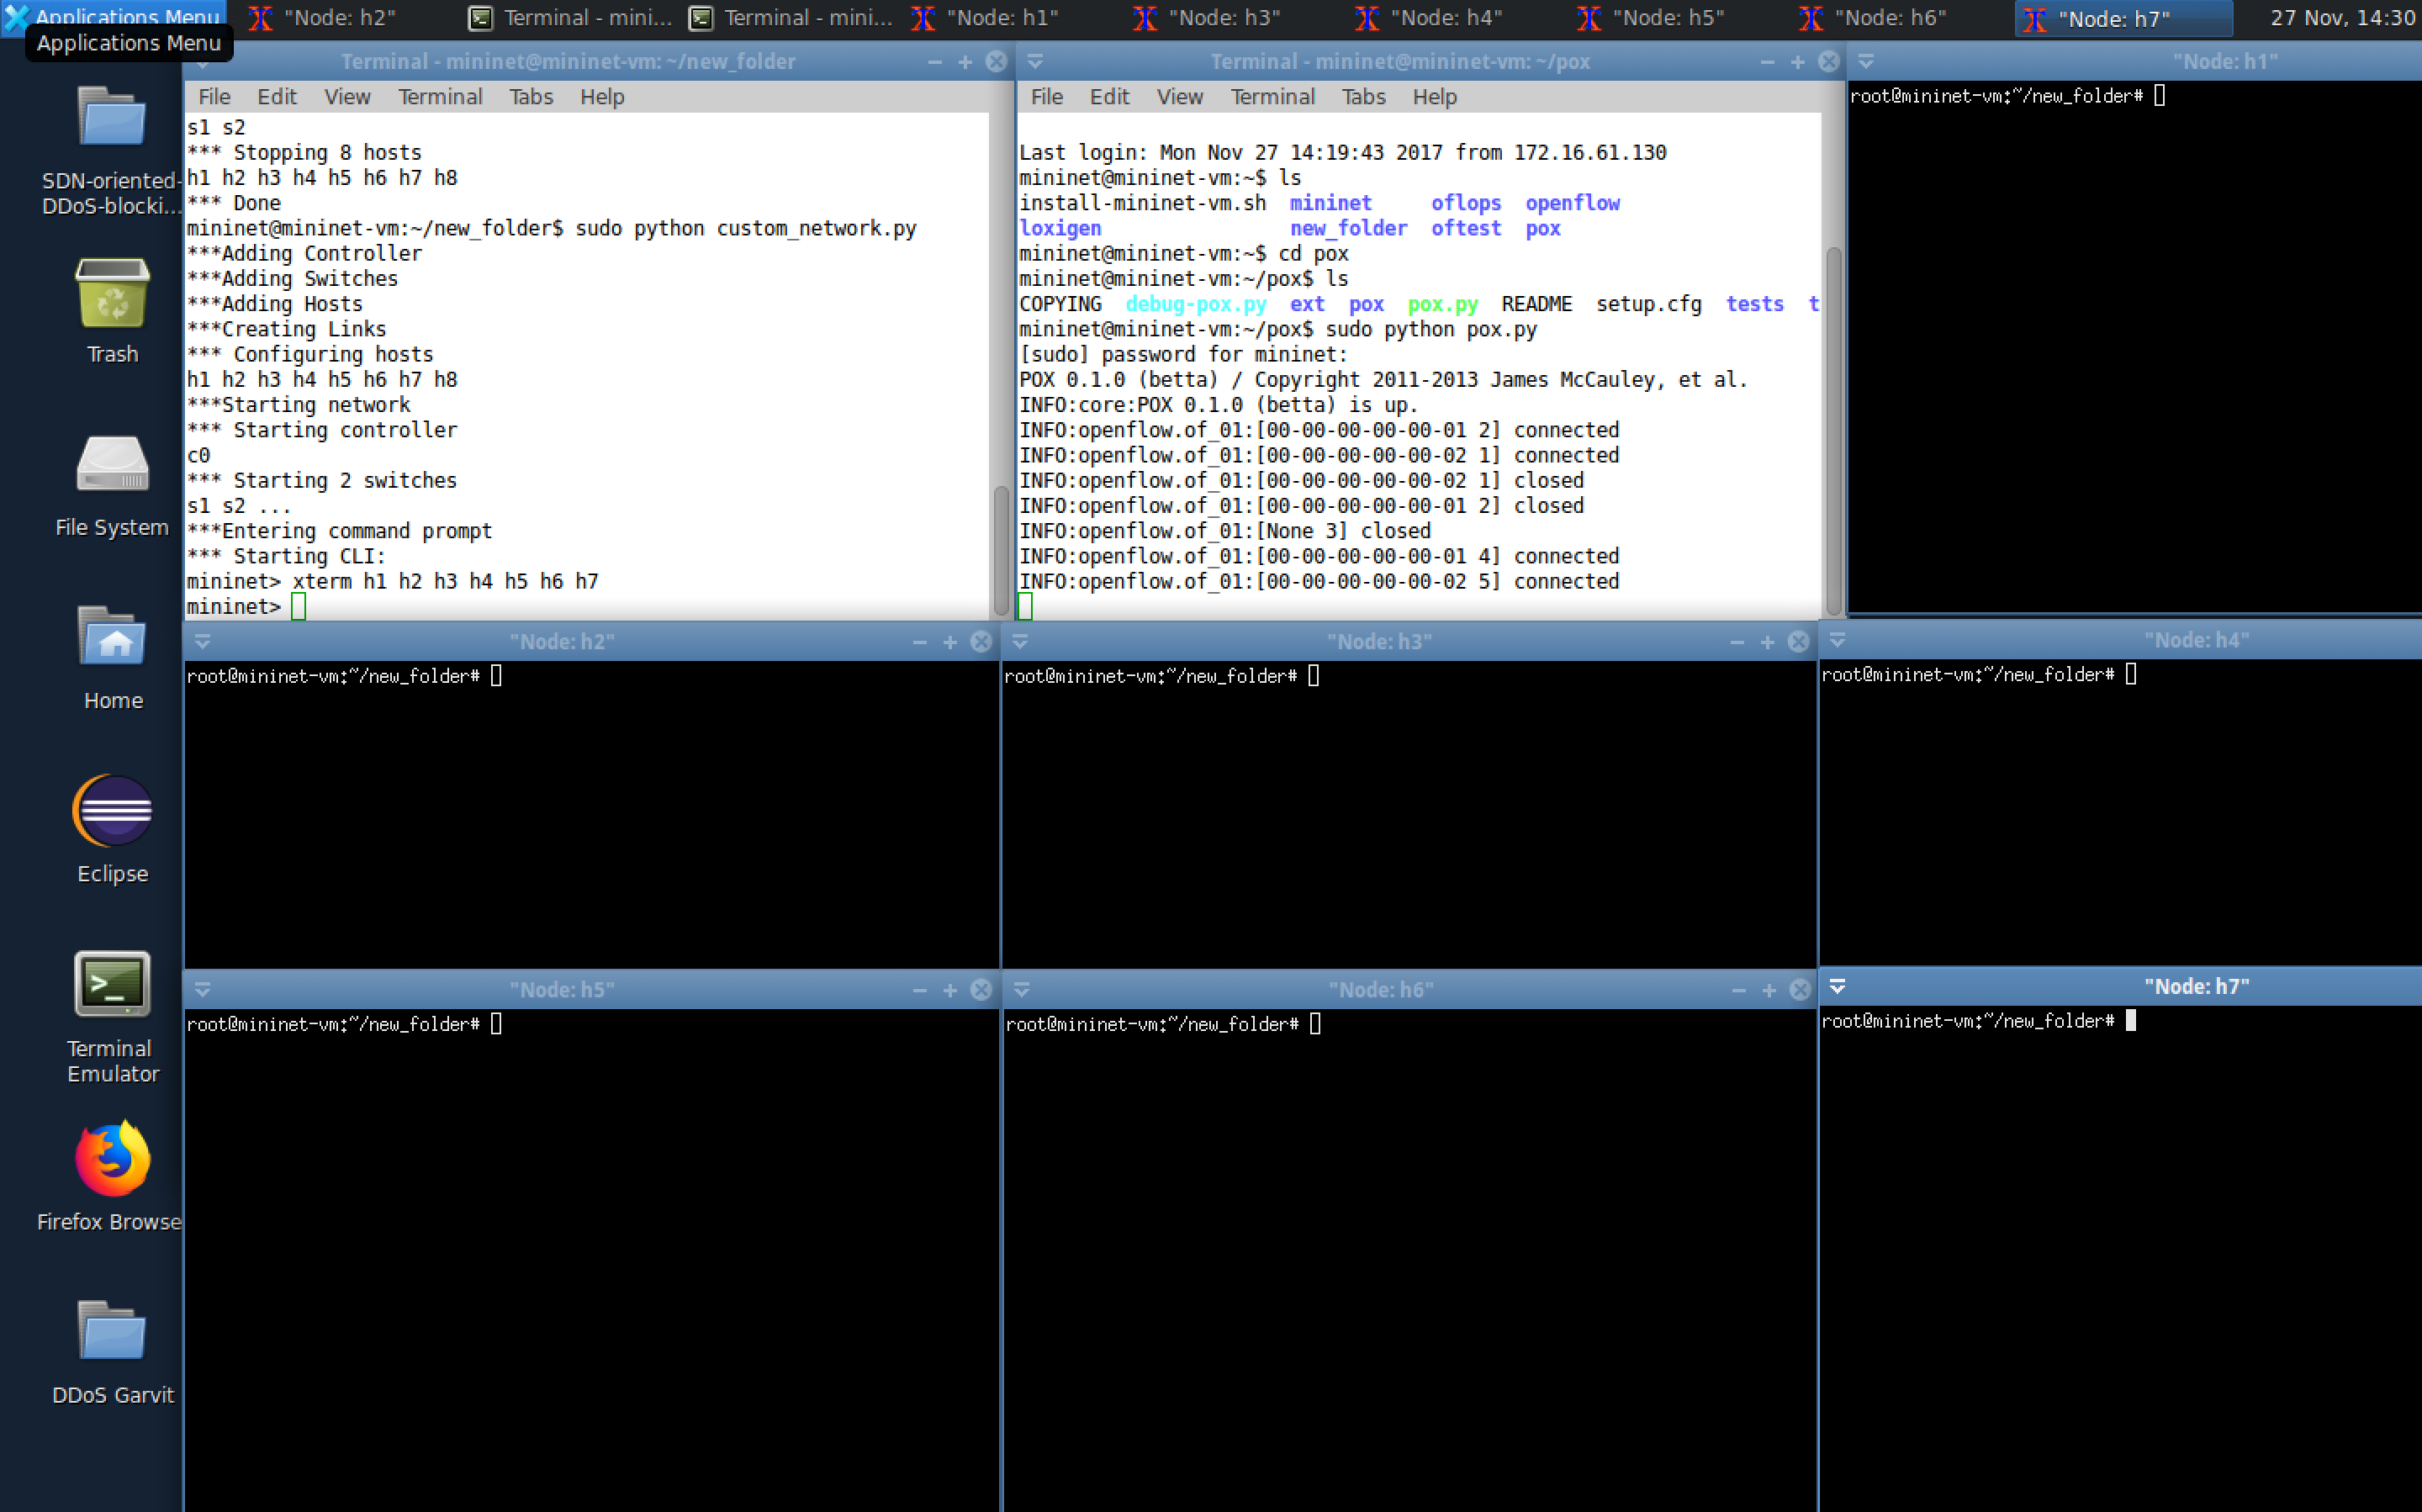 Applications Menu
"Node: h2"
Terminal - mini...
Terminal - mini...
"Node: h1"
"Node: h3"
"Node: h4"
"Node: h5"
"Node: h6"
"Node: h7"
27 Nov, 14:30
Applications Menu
SDN-oriented-
DDoS-blocki...
Trash
File System
Home
Eclipse
Terminal
Emulator
Firefox Browse
DDoS Garvit
Terminal - mininet@mininet-vm: ~/new_folder
File Edit View Terminal Tabs Help
s1 s2
*** Stopping 8 hosts
h1 h2 h3 h4 h5 h6 h7 h8
*** Done
mininet@mininet-vm:~/new_folder$ sudo python custom_network.py
***Adding Controller
***Adding Switches
***Adding Hosts
***Creating Links
*** Configuring hosts
h1 h2 h3 h4 h5 h6 h7 h8
***Starting network
*** Starting controller
c0
*** Starting 2 switches
s1 s2 ...
***Entering command prompt
*** Starting CLI:
mininet> xterm h1 h2 h3 h4 h5 h6 h7
mininet>
Terminal - mininet@mininet-vm: ~/pox
File Edit View Terminal Tabs Help
Last login: Mon Nov 27 14:19:43 2017 from 172.16.61.130
mininet@mininet-vm:~$ ls
install-mininet-vm.sh mininet oflops openflow
loxigen new_folder oftest pox
mininet@mininet-vm:~$ cd pox
mininet@mininet-vm:~/pox$ ls
COPYING debug-pox.py ext pox pox.py README setup.cfg tests t
mininet@mininet-vm:~/pox$ sudo python pox.py
[sudo] password for mininet:
POX 0.1.0 (betta) / Copyright 2011-2013 James McCauley, et al.
INFO:core:POX 0.1.0 (betta) is up.
INFO:openflow.of_01:[00-00-00-00-00-01 2] connected
INFO:openflow.of_01:[00-00-00-00-00-02 1] connected
INFO:openflow.of_01:[00-00-00-00-00-02 1] closed
INFO:openflow.of_01:[00-00-00-00-00-01 2] closed
INFO:openflow.of_01:[None 3] closed
INFO:openflow.of_01:[00-00-00-00-00-01 4] connected
INFO:openflow.of_01:[00-00-00-00-00-02 5] connected
"Node: h1"
root@mininet-vm:~/new_folder#
"Node: h2"
root@mininet-vm:~/new_folder#
"Node: h3"
root@mininet-vm:~/new_folder#
"Node: h4"
root@mininet-vm:~/new_folder#
"Node: h5"
root@mininet-vm:~/new_folder#
"Node: h6"
root@mininet-vm:~/new_folder#
"Node: h7"
root@mininet-vm:~/new_folder#